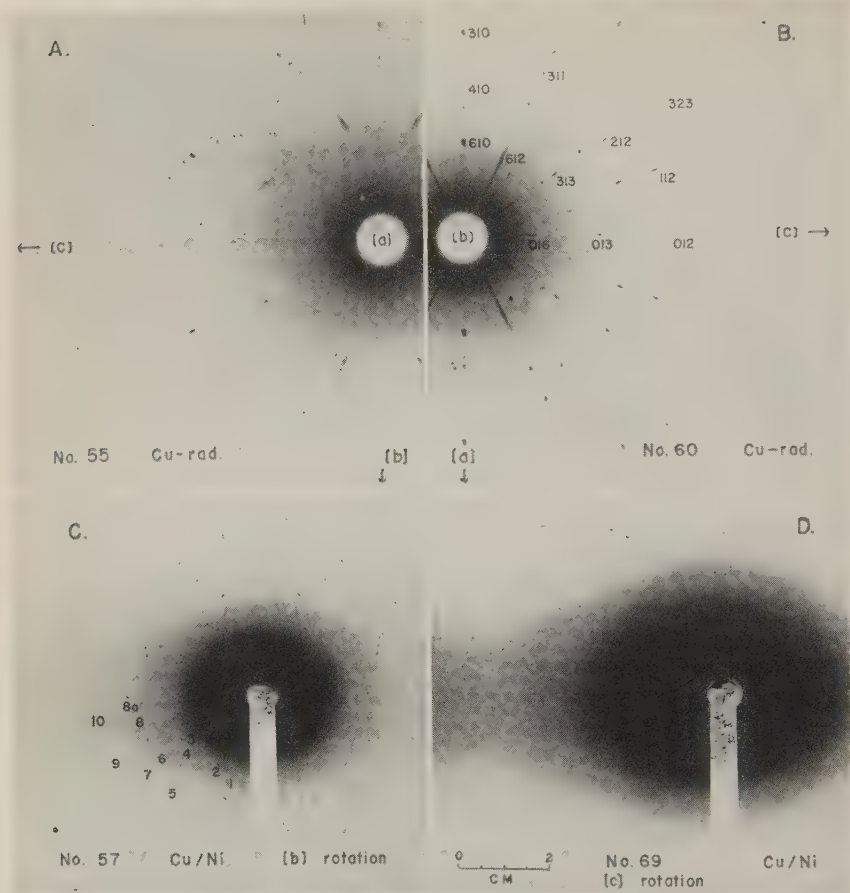 A.
B.
310
311
410
323
610
212
612
313
112
← [c]
[a]
[b]
016
013
012
[c] →
No. 55 Cu-rad.
[b]
↓
[a]
↓
No. 60 Cu-rad.
C.
D.
8a
10
8
3
6
4
9
7
2
1
5
No. 57 Cu/Ni [b] rotation
0 2
CM
No. 69 Cu/Ni
[c] rotation